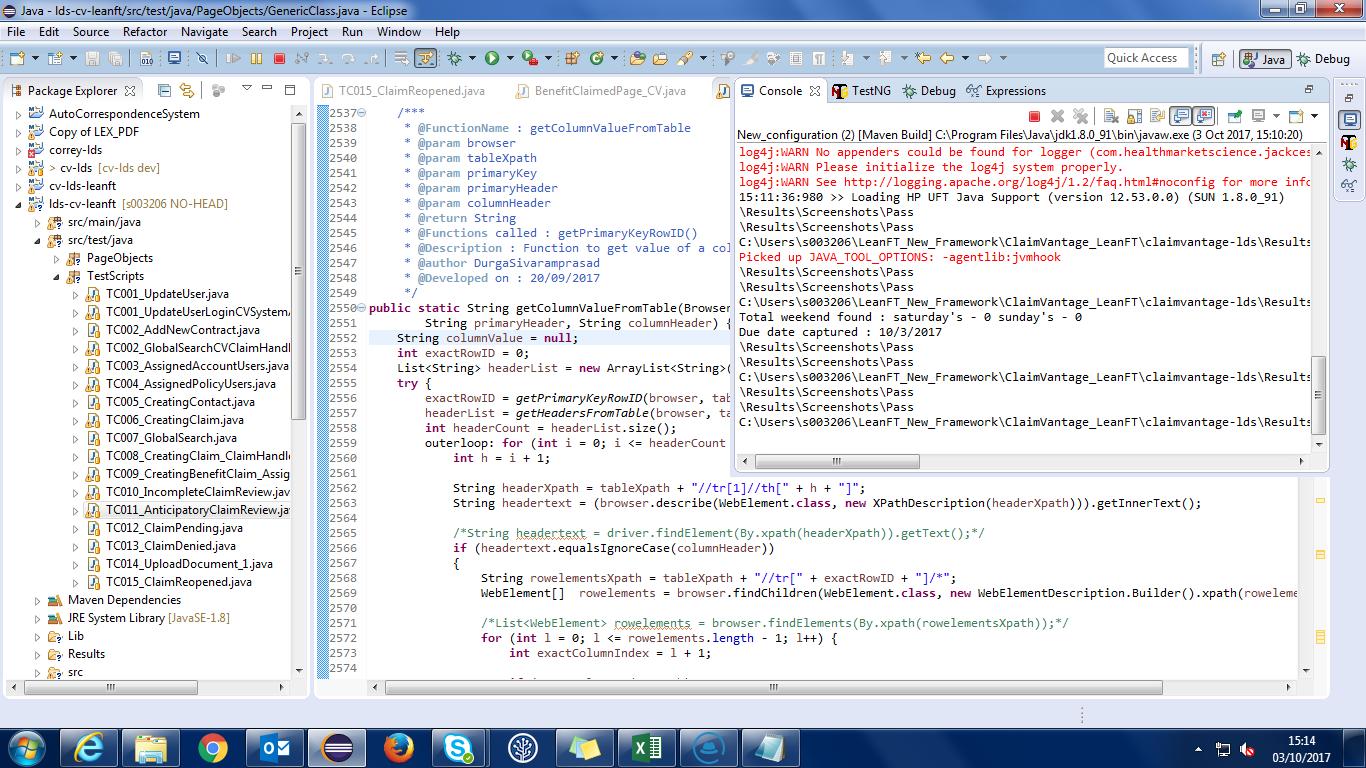 Java - lds-cv-leanft/src/test/java/PageObjects/GenericClass.java - Eclipse
File Edit Source Refactor Navigate Search Project Run Window Help
Quick Access
Java
Debug
Package Explorer
AutoCorrespondenceSystem
Copy of LEX_PDF
correy-lds
> cv-lds [cv-lds dev]
cv-lds-leanft
lds-cv-leanft [s003206 NO-HEAD]
src/main/java
src/test/java
PageObjects
TestScripts
TC001_UpdateUser.java
TC001_UpdateUserLoginCVSystem
TC002_AddNewContract.java
TC002_GlobalSearchCVClaimHandl
TC003_AssignedAccountUsers.java
TC004_AssignedPolicyUsers.java
TC005_CreatingContact.java
TC006_CreatingClaim.java
TC007_GlobalSearch.java
TC008_CreatingClaim_ClaimHandl
TC009_CreatingBenefitClaim_Assig
TC010_IncompleteClaimReview.jav
TC011_AnticipatoryClaimReview.ja
TC012_ClaimPending.java
TC013_ClaimDenied.java
TC014_UploadDocument_1.java
TC015_ClaimReopened.java
Maven Dependencies
JRE System Library [JavaSE-1.8]
Lib
Results
src
TC015_ClaimReopened.java
BenefitClaimedPage_CV.java
2537 /***
2538 * @FunctionName : getColumnValueFromTable
2539 * @param browser
2540 * @param tableXpath
2541 * @param primaryKey
2542 * @param primaryHeader
2543 * @param columnHeader
2544 * @return String
2545 * @Functions called : getPrimaryKeyRowID()
2546 * @Description : Function to get value of a col
2547 * @author DurgaSivaramprasad
2548 * @Developed on : 20/09/2017
2549 */
2550 public static String getColumnValueFromTable(Browser
2551 String primaryHeader, String columnHeader) {
2552 String columnValue = null;
2553 int exactRowID = 0;
2554 List<String> headerList = new ArrayList<String>(
2555 try {
2556 exactRowID = getPrimaryKeyRowID(browser, tab
2557 headerList = getHeadersFromTable(browser, ta
2558 int headerCount = headerList.size();
2559 outerloop: for (int i = 0; i <= headerCount
2560 int h = i + 1;
2561
2562 String headerXpath = tableXpath + "//tr[1]//th[" + h + "]";
2563 String headertext = (browser.describe(WebElement.class, new XPathDescription(headerXpath))).getInnerText();
2564
2565 /*String headertext = driver.findElement(By.xpath(headerXpath)).getText();*/
2566 if (headertext.equalsIgnoreCase(columnHeader))
2567 {
2568 String rowelementsXpath = tableXpath + "//tr[" + exactRowID + "]/*";
2569 WebElement[] rowelements = browser.findChildren(WebElement.class, new WebElementDescription.Builder().xpath(roweleme
2570
2571 /*List<WebElement> rowelements = browser.findElements(By.xpath(rowelementsXpath));*/
2572 for (int l = 0; l <= rowelements.length - 1; l++) {
2573 int exactColumnIndex = l + 1;
2574
Console TestNG Debug Expressions
New_configuration (2) [Maven Build] C:\Program Files\Java\jdk1.8.0_91\bin\javaw.exe (3 Oct 2017, 15:10:20)
log4j:WARN No appenders could be found for logger (com.healthmarketscience.jackces
log4j:WARN Please initialize the log4j system properly.
log4j:WARN See http://logging.apache.org/log4j/1.2/faq.html#noconfig for more info
15:11:36:980 >> Loading HP UFT Java Support (version 12.53.0.0) (SUN 1.8.0_91)
\Results\Screenshots\Pass
\Results\Screenshots\Pass
C:\Users\s003206\LeanFT_New_Framework\ClaimVantage_LeanFT\claimvantage-lds\Results
Picked up JAVA_TOOL_OPTIONS: -agentlib:jvmhook
\Results\Screenshots\Pass
\Results\Screenshots\Pass
C:\Users\s003206\LeanFT_New_Framework\ClaimVantage_LeanFT\claimvantage-lds\Results
Total weekend found : saturday's - 0 sunday's - 0
Due date captured : 10/3/2017
\Results\Screenshots\Pass
\Results\Screenshots\Pass
C:\Users\s003206\LeanFT_New_Framework\ClaimVantage_LeanFT\claimvantage-lds\Results
\Results\Screenshots\Pass
\Results\Screenshots\Pass
C:\Users\s003206\LeanFT_New_Framework\ClaimVantage_LeanFT\claimvantage-lds\Results
15:14
03/10/2017